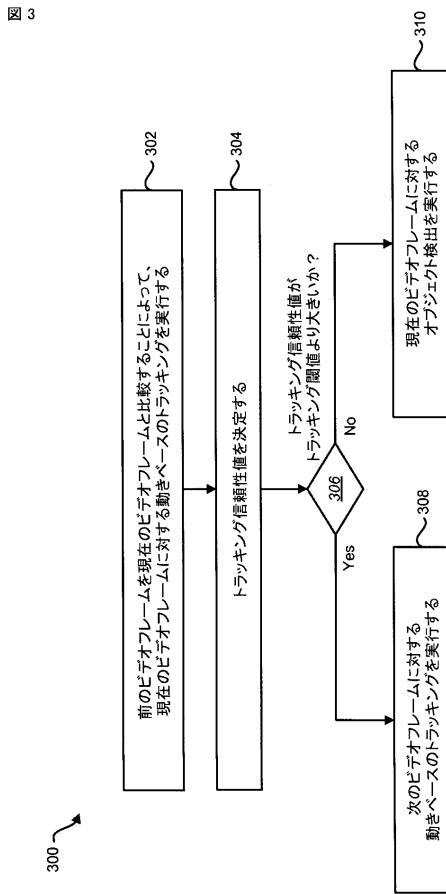 図 3
300
302
前のビデオフレームを現在のビデオフレームと比較することによって、
現在のビデオフレームに対する動きベースのトラッキングを実行する
304
トラッキング信頼性値を決定する
トラッキング信頼性値が
トラッキング閾値より大きいか?
306
Yes
No
308
次のビデオフレームに対する
動きベースのトラッキングを実行する
310
現在のビデオフレームに対する
オブジェクト検出を実行する